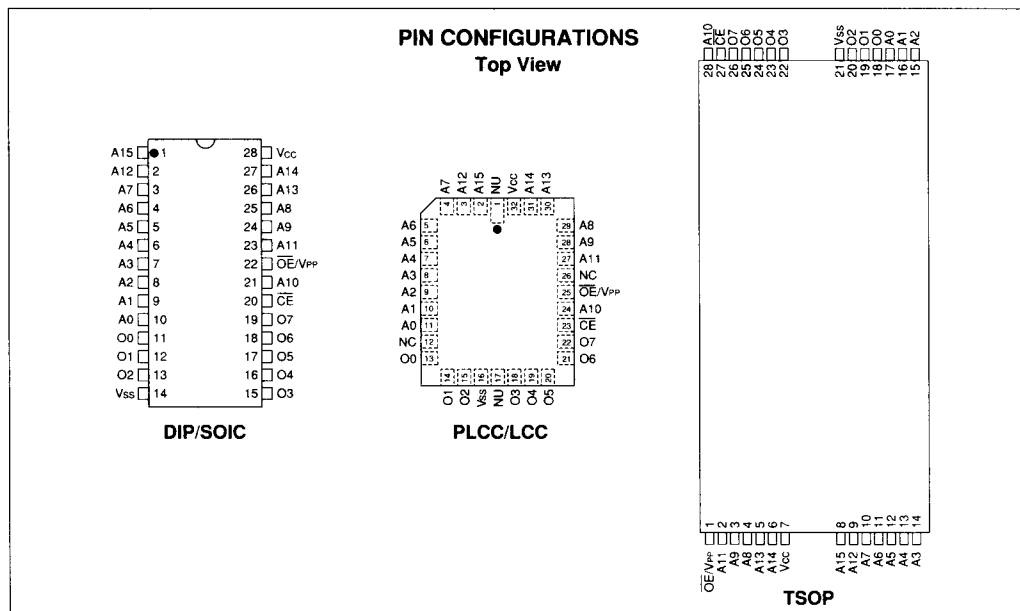 PIN CONFIGURATIONS
Top View
A15 1 28 Vcc
A12 2 27 A14
A7 3 26 A13
A6 4 25 A8
A5 5 24 A9
A4 6 23 A11
A3 7 22 OE/VPP
A2 8 21 A10
A1 9 20 CE
A0 10 19 O7
O0 11 18 O6
O1 12 17 O5
O2 13 16 O4
Vss 14 15 O3
DIP/SOIC
A7 A12 A15 NU Vcc A14 A13
4 3 2 1 32 31 30
A6 5 29 A8
A5 6 28 A9
A4 7 27 A11
A3 8 26 NC
A2 9 25 OE/VPP
A1 10 24 A10
A0 11 23 CE
NC 12 22 O7
O0 13 21 O6
14 15 16 17 18 19 20
O1 O2 Vss NU O3 O4 O5
PLCC/LCC
A10 CE O7 O6 O5 O4 O3 Vss O2 O1 O0 A0 A1 A2
28 27 26 25 24 23 22 21 20 19 18 17 16 15
1 2 3 4 5 6 7 8 9 10 11 12 13 14
OE/VPP A11 A9 A8 A13 A14 Vcc A15 A12 A7 A6 A5 A4 A3
TSOP